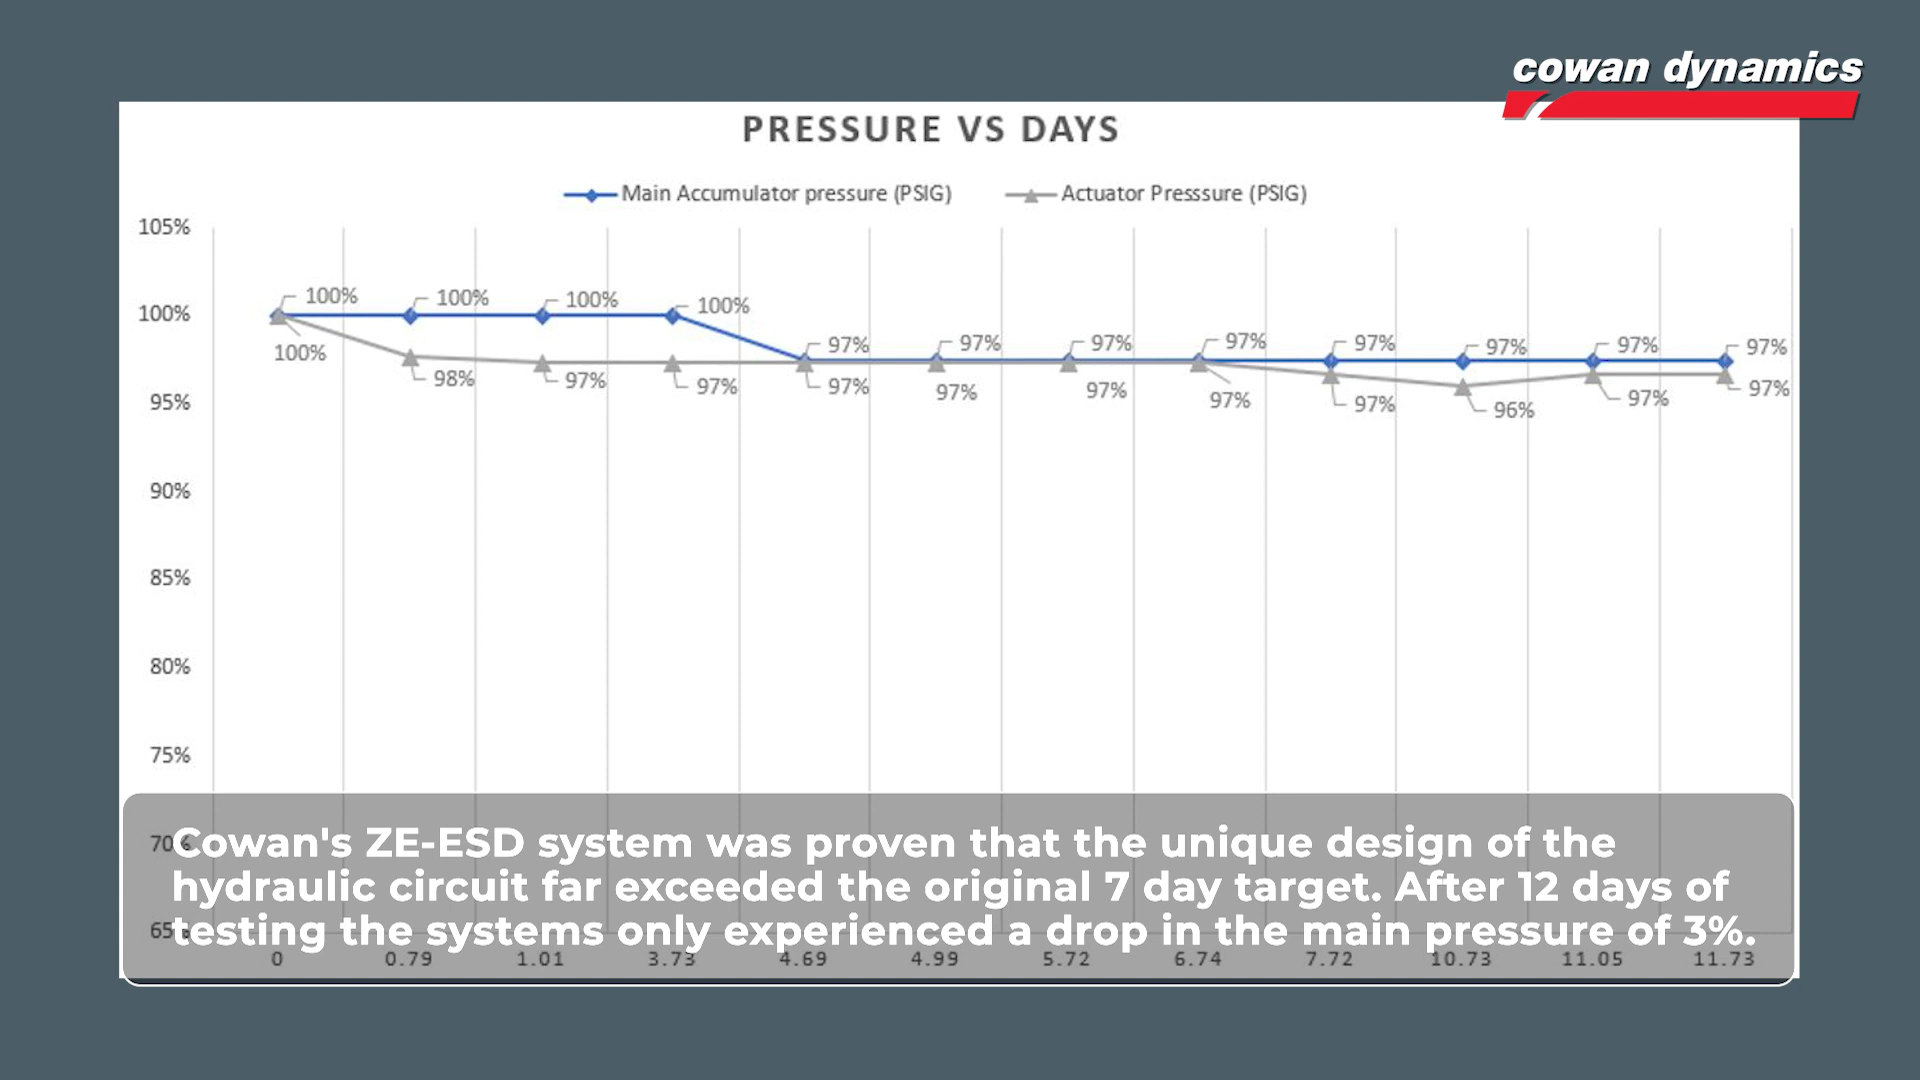 cowan dynamics
PRESSURE VS DAYS
Main Accumulator pressure (PSIG) Actuator Presssure (PSIG)
105%
100%
95%
90%
85%
80%
75%
70%
65%
100% 100% 100% 100% 97% 97% 97% 97% 97% 97% 97% 97%
100% 98% 97% 97% 97% 97% 97% 97% 97% 96% 97% 97%
Cowan's ZE-ESD system was proven that the unique design of the
hydraulic circuit far exceeded the original 7 day target. After 12 days of
testing the systems only experienced a drop in the main pressure of 3%.
0 0.79 1.01 3.73 4.69 4.99 5.72 6.74 7.72 10.73 11.05 11.73